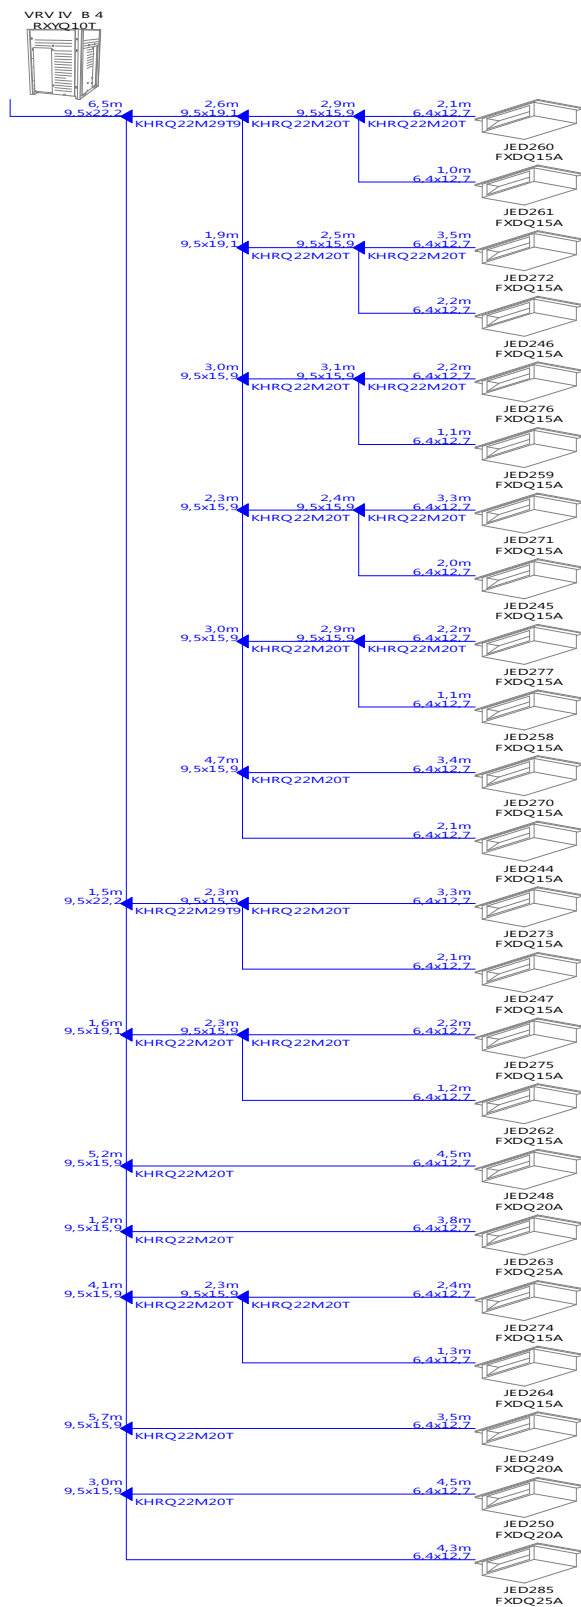 VRV IV B 4
RXYQ10T
6,5m 2,6m 2,9m 2,1m
9,5x22,2 9,5x19,1 9,5x15,9 6,4x12,7
KHRQ22M29T9 KHRQ22M20T KHRQ22M20T
JED260
FXDQ15A
1,0m
6,4x12,7
JED261
FXDQ15A
1,9m 2,5m 3,5m
9,5x19,1 9,5x15,9 6,4x12,7
KHRQ22M20T KHRQ22M20T
JED272
FXDQ15A
2,2m
6,4x12,7
JED246
FXDQ15A
3,0m 3,1m 2,2m
9,5x15,9 9,5x15,9 6,4x12,7
KHRQ22M20T KHRQ22M20T
JED276
FXDQ15A
1,1m
6,4x12,7
JED259
FXDQ15A
2,3m 2,4m 3,3m
9,5x15,9 9,5x15,9 6,4x12,7
KHRQ22M20T KHRQ22M20T
JED271
FXDQ15A
2,0m
6,4x12,7
JED245
FXDQ15A
3,0m 2,9m 2,2m
9,5x15,9 9,5x15,9 6,4x12,7
KHRQ22M20T KHRQ22M20T
JED277
FXDQ15A
1,1m
6,4x12,7
JED258
FXDQ15A
4,7m 3,4m
9,5x15,9 6,4x12,7
KHRQ22M20T
JED270
FXDQ15A
2,1m
6,4x12,7
JED244
FXDQ15A
1,5m 2,3m 3,3m
9,5x22,2 9,5x15,9 6,4x12,7
KHRQ22M29T9 KHRQ22M20T
JED273
FXDQ15A
2,1m
6,4x12,7
JED247
FXDQ15A
1,6m 2,3m 2,2m
9,5x19,1 9,5x15,9 6,4x12,7
KHRQ22M20T KHRQ22M20T
JED275
FXDQ15A
1,2m
6,4x12,7
JED262
FXDQ15A
5,2m 4,5m
9,5x15,9 6,4x12,7
KHRQ22M20T
JED248
FXDQ20A
1,2m 3,8m
9,5x15,9 6,4x12,7
KHRQ22M20T
JED263
FXDQ25A
4,1m 2,3m 2,4m
9,5x15,9 9,5x15,9 6,4x12,7
KHRQ22M20T KHRQ22M20T
JED274
FXDQ15A
1,3m
6,4x12,7
JED264
FXDQ15A
5,7m 3,5m
9,5x15,9 6,4x12,7
KHRQ22M20T
JED249
FXDQ20A
3,0m 4,5m
9,5x15,9 6,4x12,7
KHRQ22M20T
JED250
FXDQ20A
4,3m
6,4x12,7
JED285
FXDQ25A